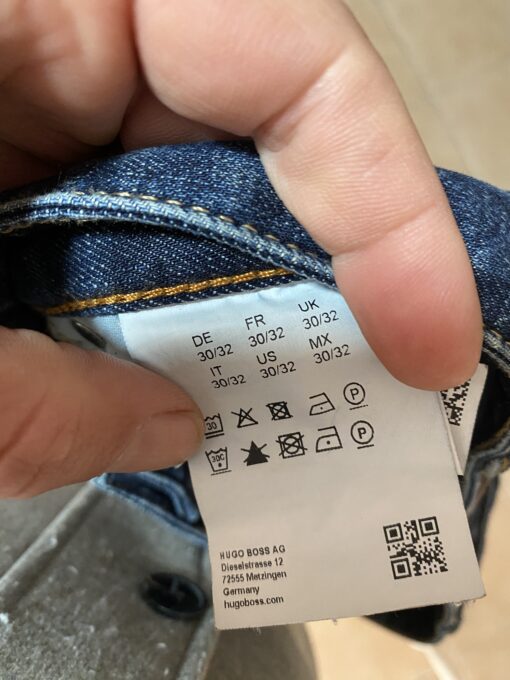 DE FR UK
30/32 30/32 30/32
IT US MX
30/32 30/32 30/32
30 P
30C P
HUGO BOSS AG
Dieselstrasse 12
72555 Metzingen
Germany
hugoboss.com